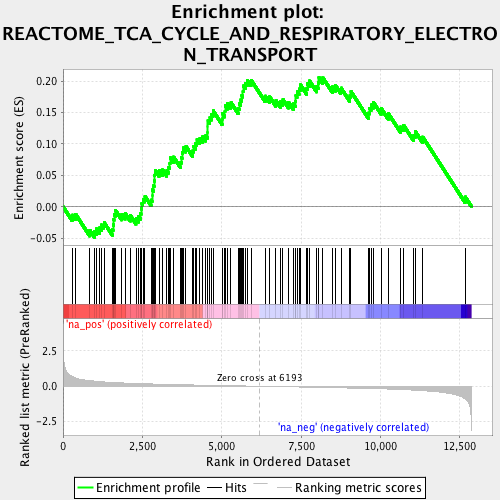 Enrichment plot:
REACTOME_TCA_CYCLE_AND_RESPIRATORY_ELECTRO
N_TRANSPORT
Enrichment score (ES)
0.20
0.15
0.10
0.05
0.00
-0.05
'na_pos' (positively correlated)
Ranked list metric (PreRanked)
2.5
0.0
-2.5
Zero cross at 6193
'na_neg' (negatively correlated)
0
2,500
5,000
7,500
10,000
12,500
Rank in Ordered Dataset
Enrichment profile
Hits
Ranking metric scores